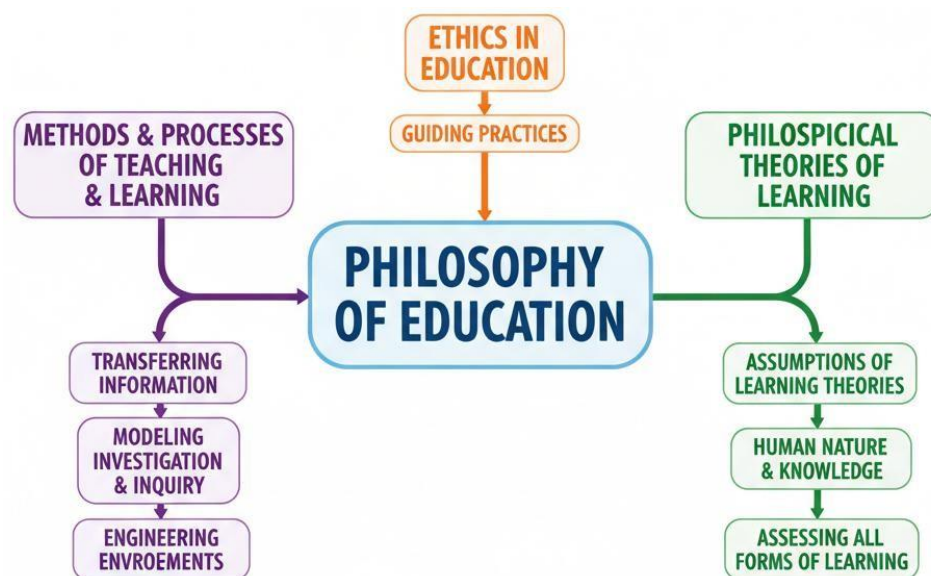 ETHICS IN
EDUCATION
GUIDING PRACTICES
METHODS & PROCESSES
OF TEACHING
& LEARNING
PHILOSPICICAL
THEORIES OF
LEARNING
PHILOSOPHY
OF EDUCATION
TRANSFERRING
INFORMATION
MODELING
INVESTIGATION
& INQUIRY
ENGINEERING
ENVROEMENTS
ASSUMPTIONS OF
LEARNING THEORIES
HUMAN NATURE
& KNOWLEDGE
ASSESSING ALL
FORMS OF LEARNING